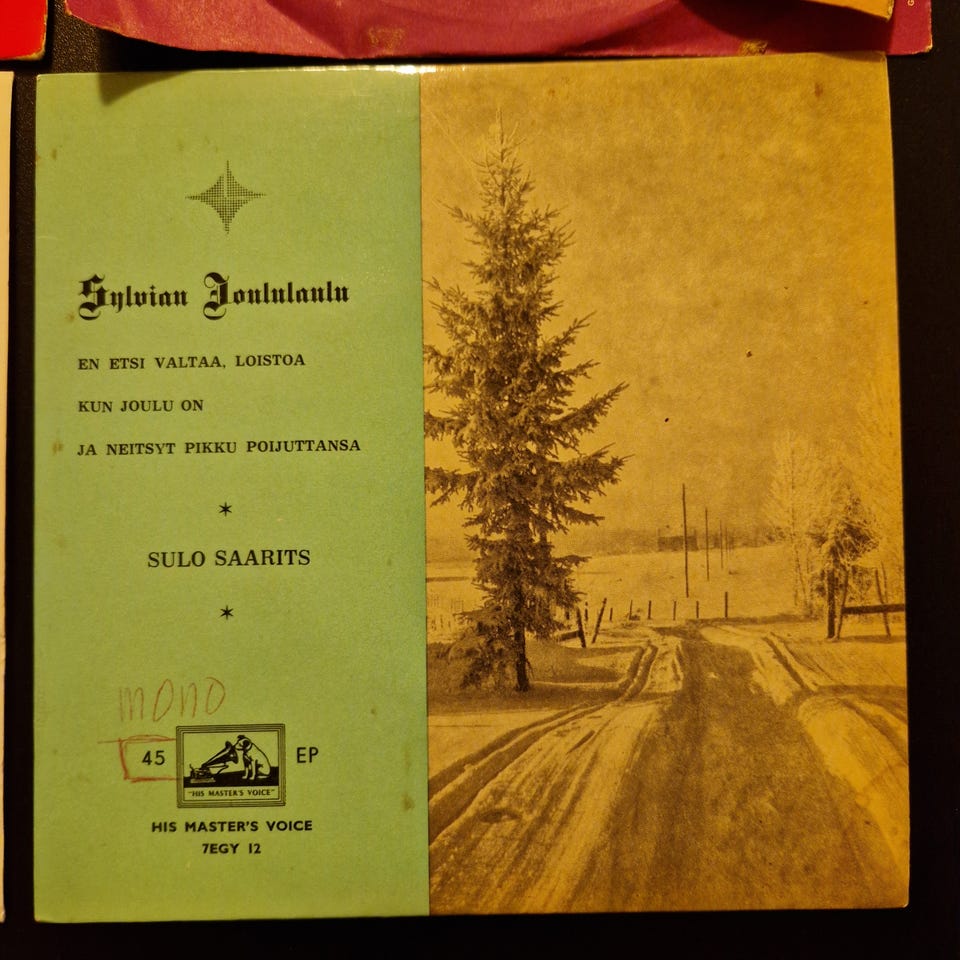 Sylvian Joululaulu
EN ETSI VALTAA, LOISTOA
KUN JOULU ON
JA NEITSYT PIKKU POIJUTTANSA
SULO SAARITS
mono
45 EP
"HIS MASTER'S VOICE"
HIS MASTER'S VOICE
7EGY 12